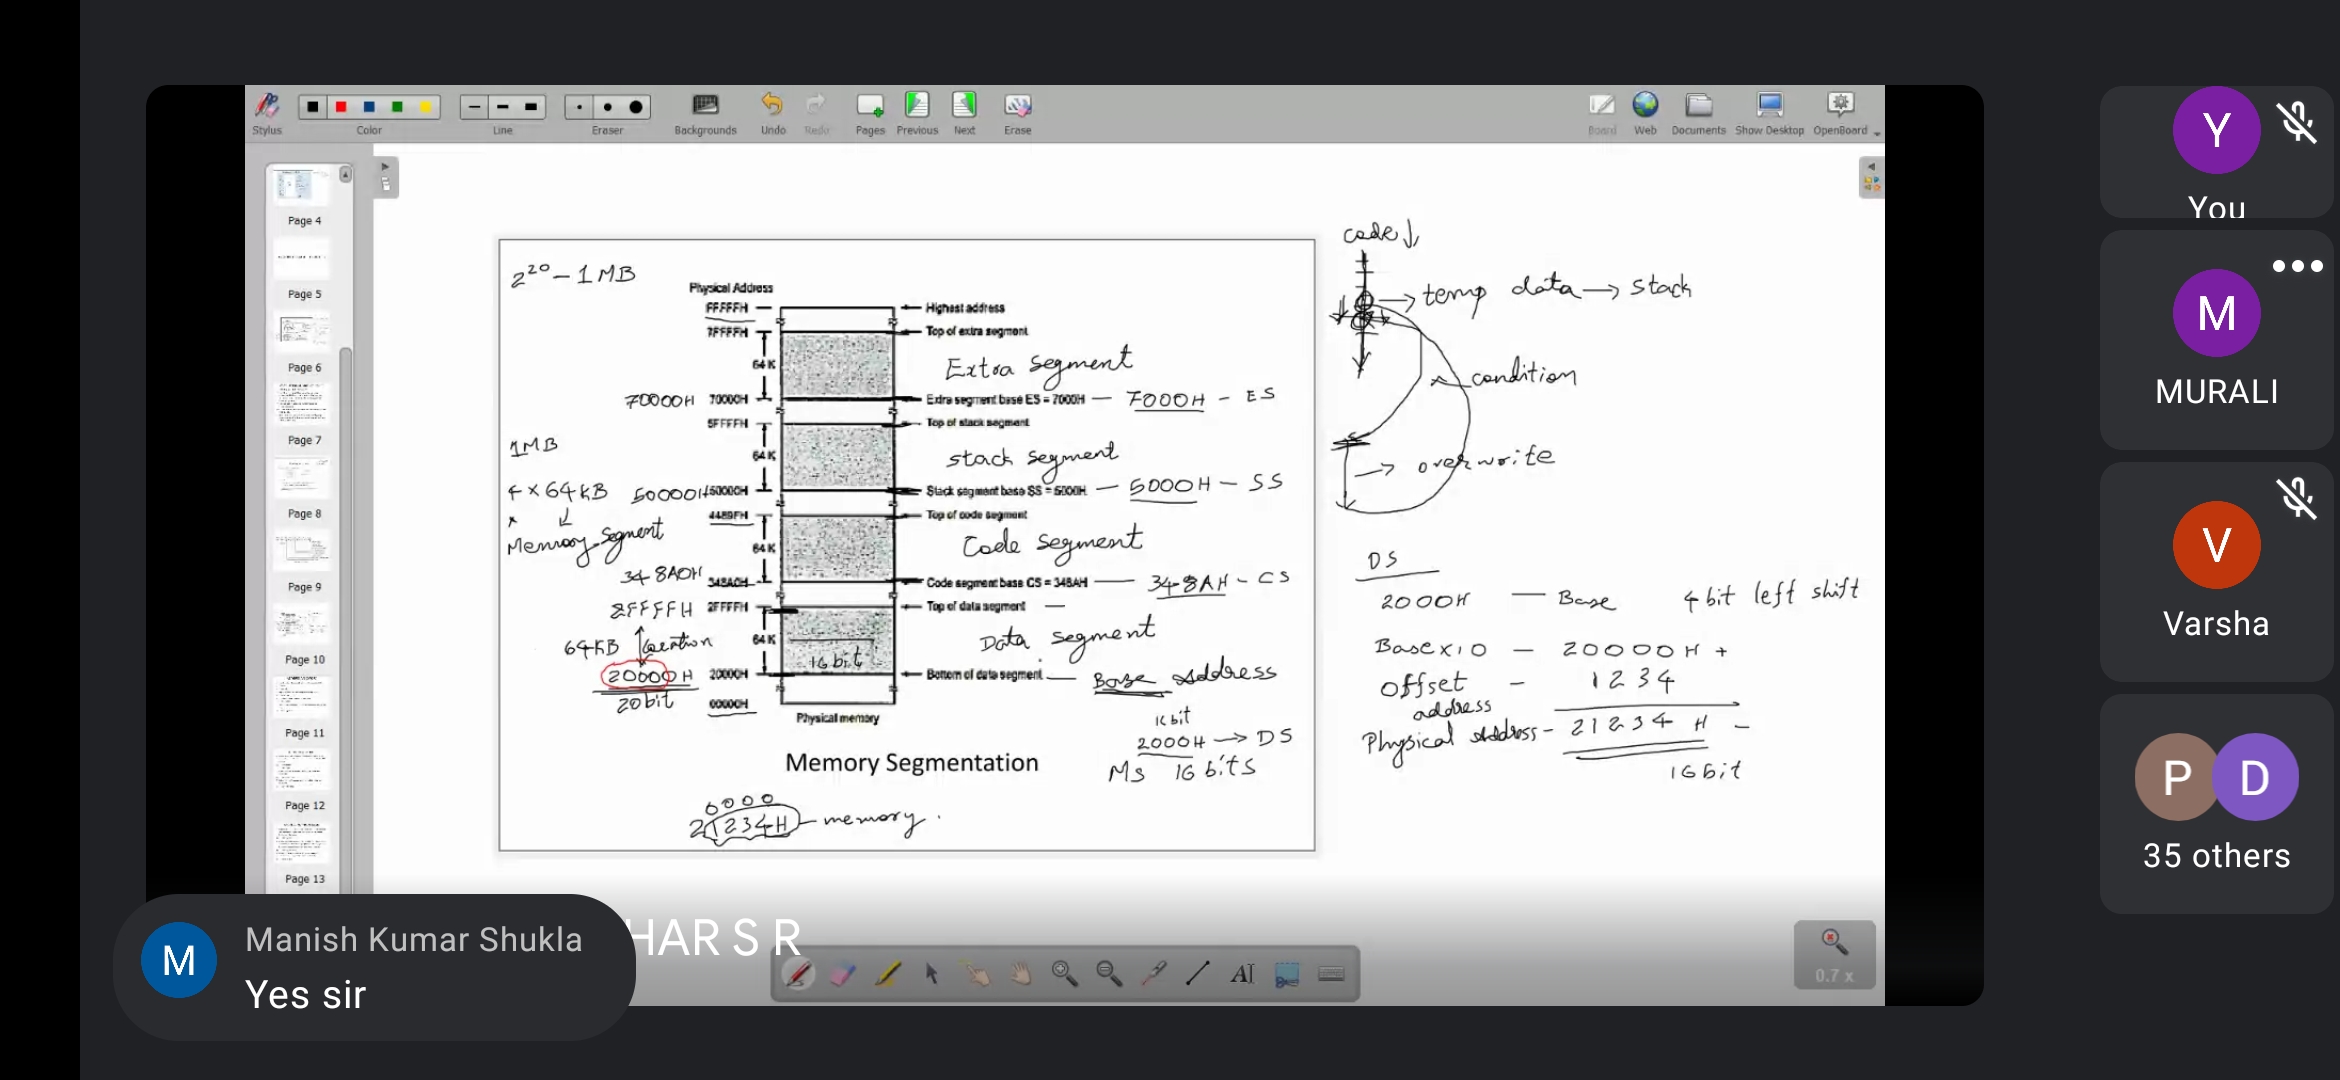 Stylus
Color
Line
Eraser
Backgrounds
Undo
Redo
Pages
Previous
Next
Erase
Board
Web
Documents
Show Desktop
OpenBoard
Page 4
Page 5
Page 6
Page 7
Page 8
Page 9
Page 10
Page 11
Page 12
Page 13
2²⁰ - 1 MB
Physical Address
FFFFFH
Highest address
7FFFFH
Top of extra segment
64 K
Extra segment
70000H
70000H
Extra segment base ES = 7000H
7000H - ES
5FFFFH
Top of stack segment
1MB
64 K
stack segment
4 x 64KB
50000H
50000H
Stack segment base SS = 5000H
5000H - SS
4489FH
Top of code segment
Memory segment
64 K
Code segment
348A0H
348A0H
Code segment base CS = 348AH
348AH - CS
2FFFFH
2FFFFH
Top of data segment
64KB
64 K
Data segment
16 bit
20000H
20000H
Bottom of data segment
Base address
20 bit
00000H
Physical memory
16 bit
2000H → DS
Memory Segmentation
MS 16 bits
0000
21234H - memory.
code ↓
→ temp data → stack
condition
→ overwrite
DS
2000H — Base 4 bit left shift
Base x 10 — 20000H +
offset - 1234
address
Physical address - 21234 H -
16 bit
HAR S R
0.7 x
M
Manish Kumar Shukla
Yes sir
Y
You
M
MURALI
V
Varsha
P
D
35 others